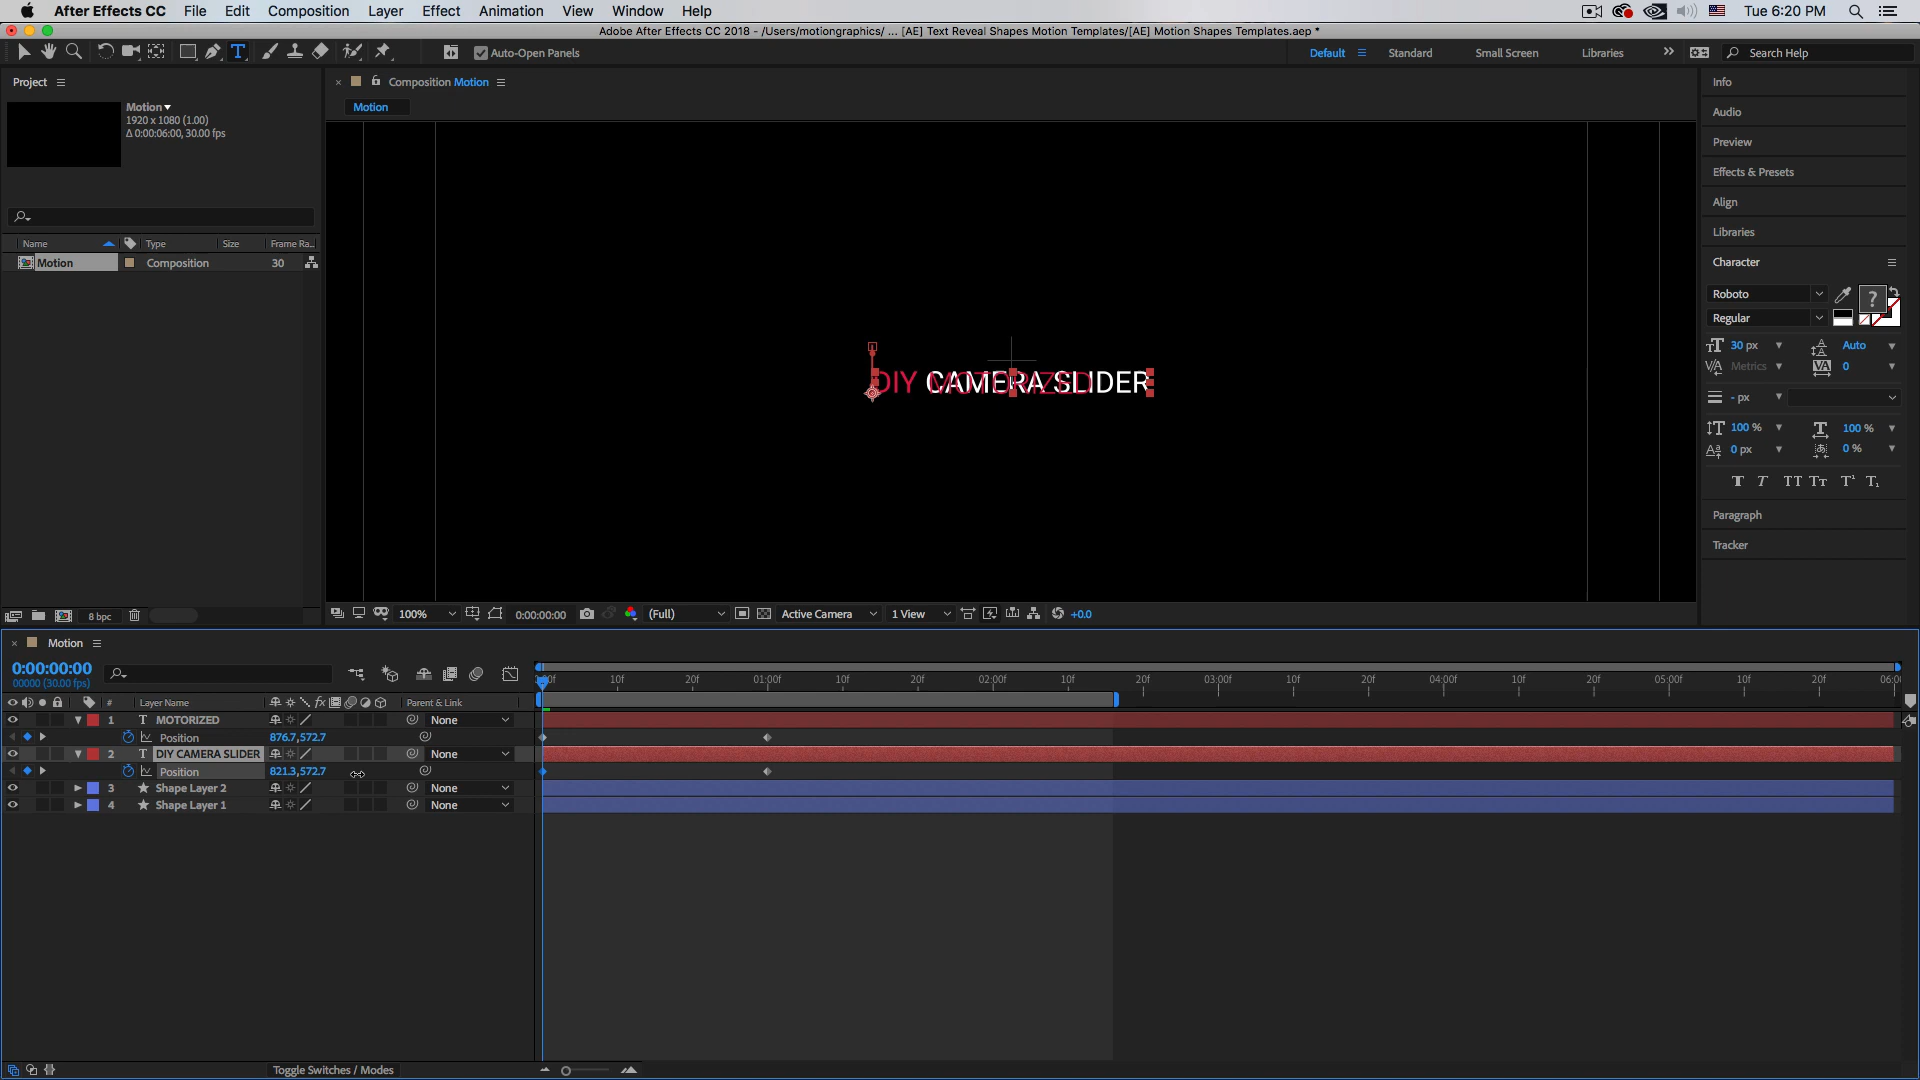 After Effects CC File Edit Composition Layer Effect Animation View Window Help Tue 6:20 PM
Adobe After Effects CC 2018 - /Users/motiongraphics/ ... [AE] Text Reveal Shapes Motion Templates/[AE] Motion Shapes Templates.aep *
Auto-Open Panels Default Standard Small Screen Libraries Search Help
Project
Composition Motion
Motion
Motion
1920 x 1080 (1.00)
Δ 0:00:06:00, 30.00 fps
Name Type Size Frame Ra...
Motion Composition 30
DIY CAMERA SLIDER
MOTORIZED
8 bpc
100% 0:00:00:00 (Full) Active Camera 1 View +0.0
Info
Audio
Preview
Effects & Presets
Align
Libraries
Character
Roboto
Regular
30 px Auto
Metrics 0
- px
100 % 100 %
0 px 0 %
Paragraph
Tracker
Motion
0:00:00:00
00000 (30.00 fps)
10f 20f 01:00f 10f 20f 02:00f 10f 20f 03:00f 10f 20f 04:00f 10f 20f 05:00f 10f 20f
# Layer Name Parent & Link
1 T MOTORIZED None
Position 876.7,572.7
2 T DIY CAMERA SLIDER None
Position 821.3,572.7
3 Shape Layer 2 None
4 Shape Layer 1 None
Toggle Switches / Modes